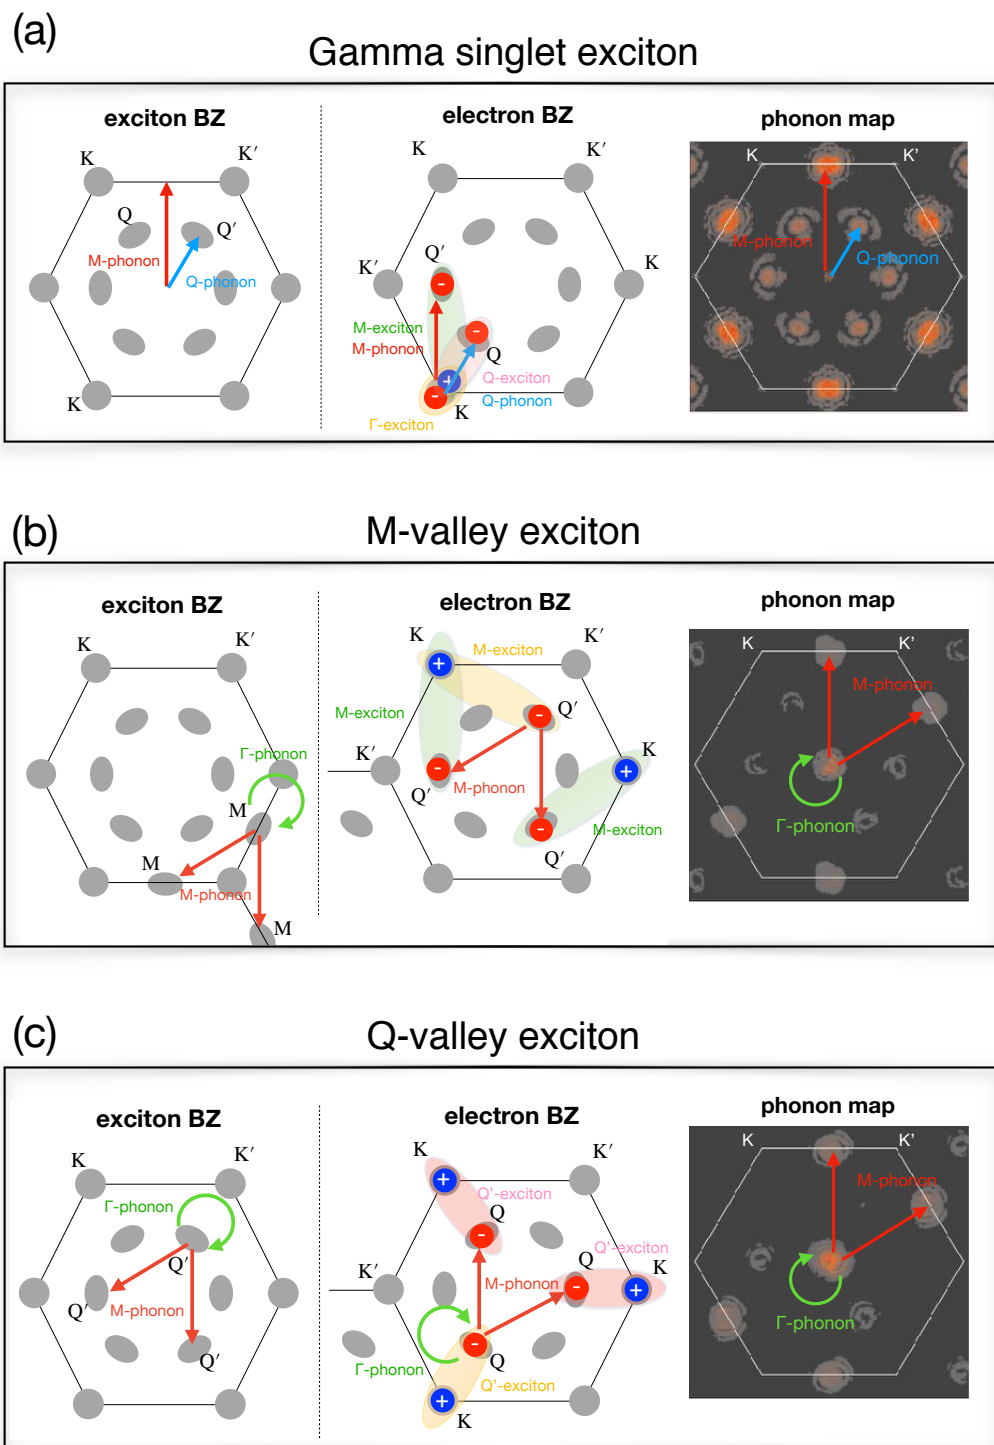 (a)
Gamma singlet exciton
exciton BZ
electron BZ
phonon map
K
K′
Q
Q′
M-phonon
Q-phonon
K
K
K′
K′
Q′
K
M-exciton
M-phonon
Q
Q-exciton
Q-phonon
K
Γ-exciton
-
-
+
-
K
K'
M-phonon
Q-phonon
(b)
M-valley exciton
exciton BZ
electron BZ
phonon map
K
K′
Γ-phonon
M
M
M-phonon
M
K
K′
M-exciton
M-exciton
Q′
K′
K
Q′
M-phonon
M-exciton
Q′
+
-
-
+
-
K
K'
M-phonon
Γ-phonon
(c)
Q-valley exciton
exciton BZ
electron BZ
phonon map
K
K′
Γ-phonon
Q′
Q′
M-phonon
Q′
K
K′
Q'-exciton
Q
Q'-exciton
K′
Q
K
M-phonon
Γ-phonon
Q
Q'-exciton
K
+
-
-
+
-
+
K
K'
M-phonon
Γ-phonon